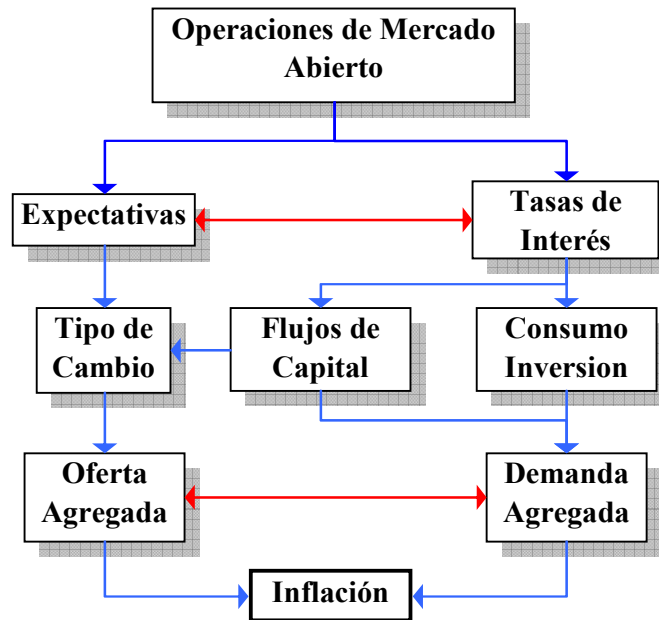 Operaciones de Mercado
Abierto
Expectativas
Tasas de
Interés
Tipo de
Cambio
Flujos de
Capital
Consumo
Inversion
Oferta
Agregada
Demanda
Agregada
Inflación